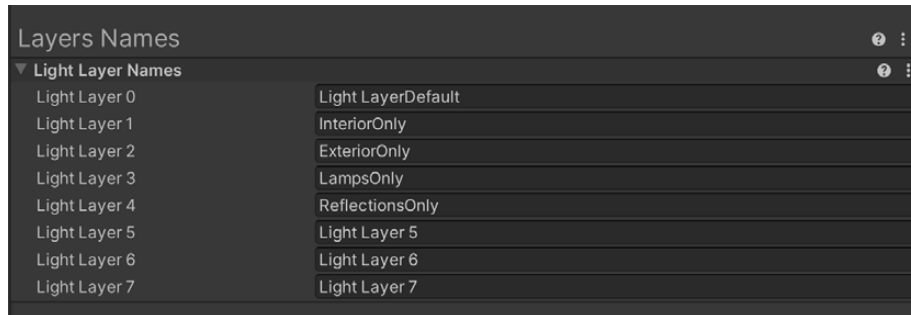 Layers Names
Light Layer Names
Light Layer 0 Light LayerDefault
Light Layer 1 InteriorOnly
Light Layer 2 ExteriorOnly
Light Layer 3 LampsOnly
Light Layer 4 ReflectionsOnly
Light Layer 5 Light Layer 5
Light Layer 6 Light Layer 6
Light Layer 7 Light Layer 7